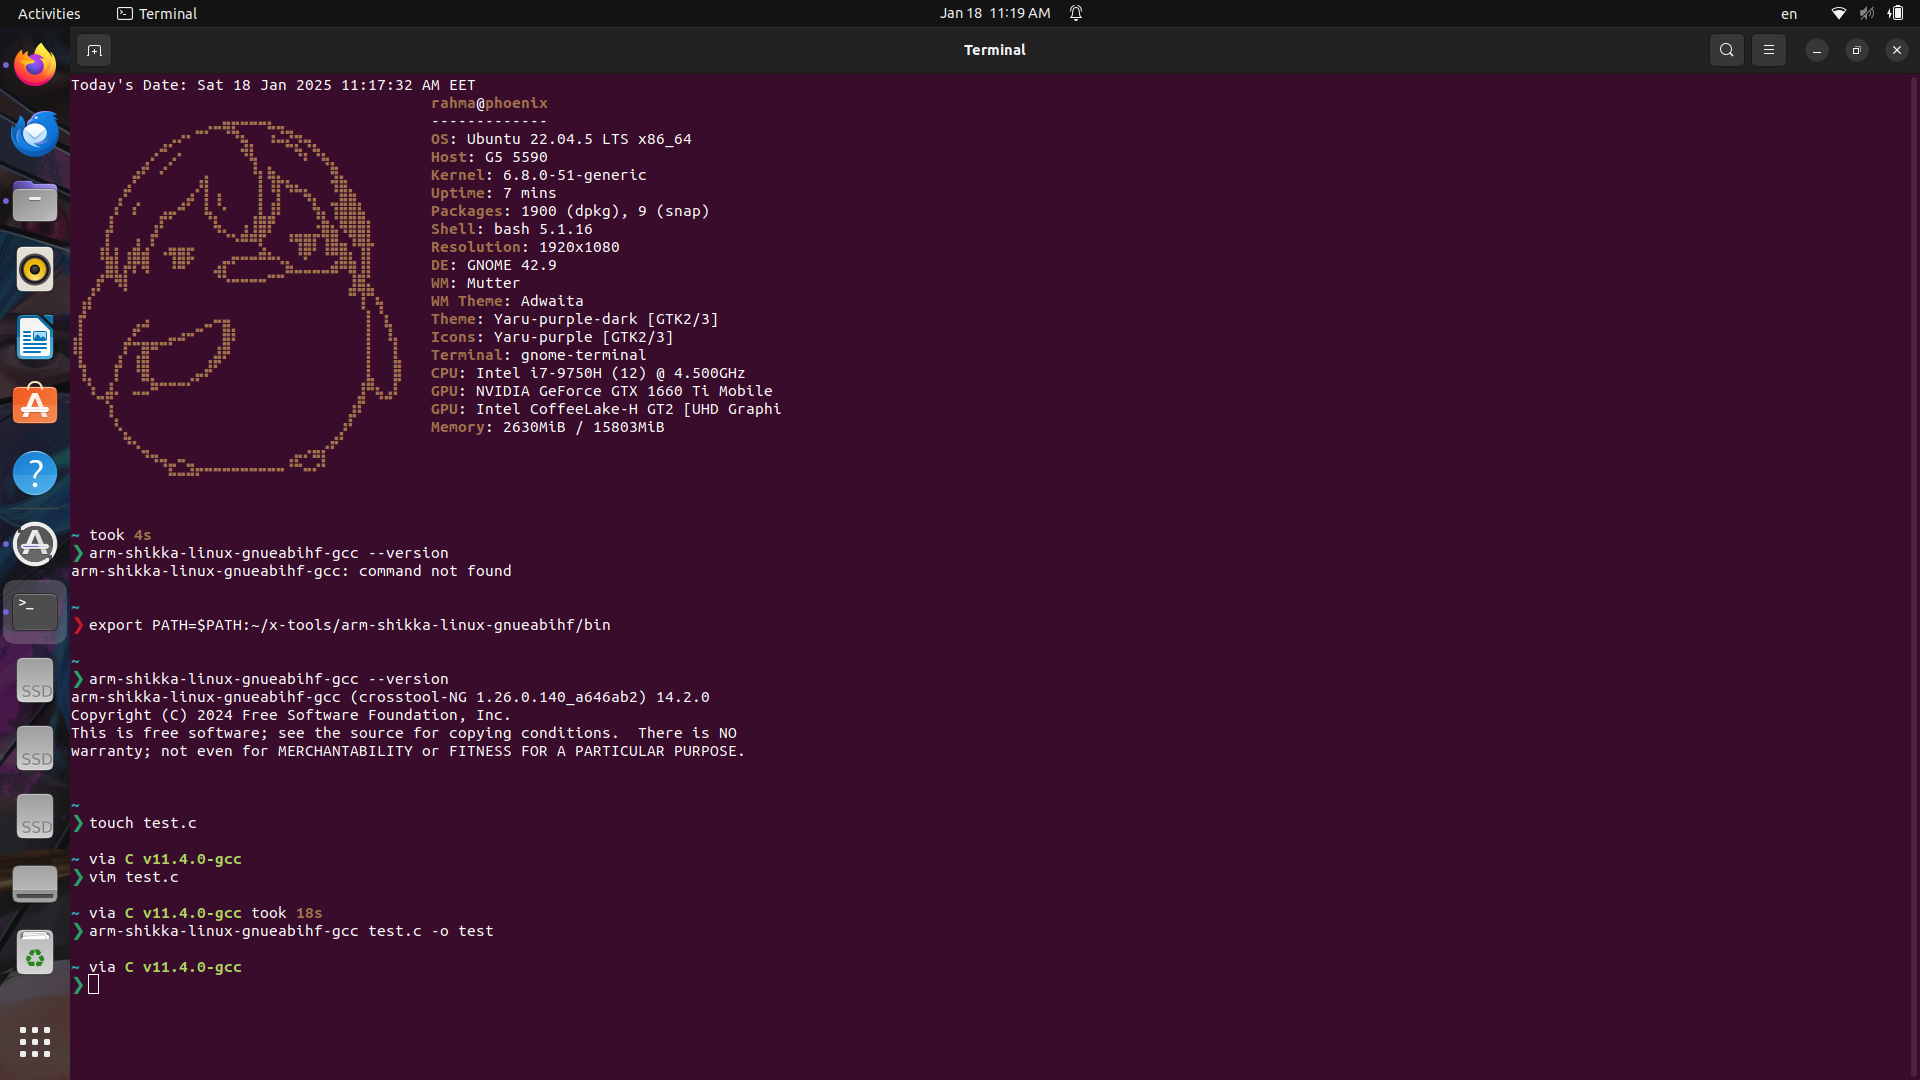 Activities
Terminal
Jan 18 11:19 AM
en
Terminal
Today's Date: Sat 18 Jan 2025 11:17:32 AM EET
rahma@phoenix
-------------
OS: Ubuntu 22.04.5 LTS x86_64
Host: G5 5590
Kernel: 6.8.0-51-generic
Uptime: 7 mins
Packages: 1900 (dpkg), 9 (snap)
Shell: bash 5.1.16
Resolution: 1920x1080
DE: GNOME 42.9
WM: Mutter
WM Theme: Adwaita
Theme: Yaru-purple-dark [GTK2/3]
Icons: Yaru-purple [GTK2/3]
Terminal: gnome-terminal
CPU: Intel i7-9750H (12) @ 4.500GHz
GPU: NVIDIA GeForce GTX 1660 Ti Mobile
GPU: Intel CoffeeLake-H GT2 [UHD Graphi
Memory: 2630MiB / 15803MiB
~ took 4s
❯ arm-shikka-linux-gnueabihf-gcc --version
arm-shikka-linux-gnueabihf-gcc: command not found
~
❯ export PATH=$PATH:~/x-tools/arm-shikka-linux-gnueabihf/bin
~
❯ arm-shikka-linux-gnueabihf-gcc --version
arm-shikka-linux-gnueabihf-gcc (crosstool-NG 1.26.0.140_a646ab2) 14.2.0
Copyright (C) 2024 Free Software Foundation, Inc.
This is free software; see the source for copying conditions.  There is NO
warranty; not even for MERCHANTABILITY or FITNESS FOR A PARTICULAR PURPOSE.
~
❯ touch test.c
~ via C v11.4.0-gcc
❯ vim test.c
~ via C v11.4.0-gcc took 18s
❯ arm-shikka-linux-gnueabihf-gcc test.c -o test
~ via C v11.4.0-gcc
❯
SSD
SSD
SSD